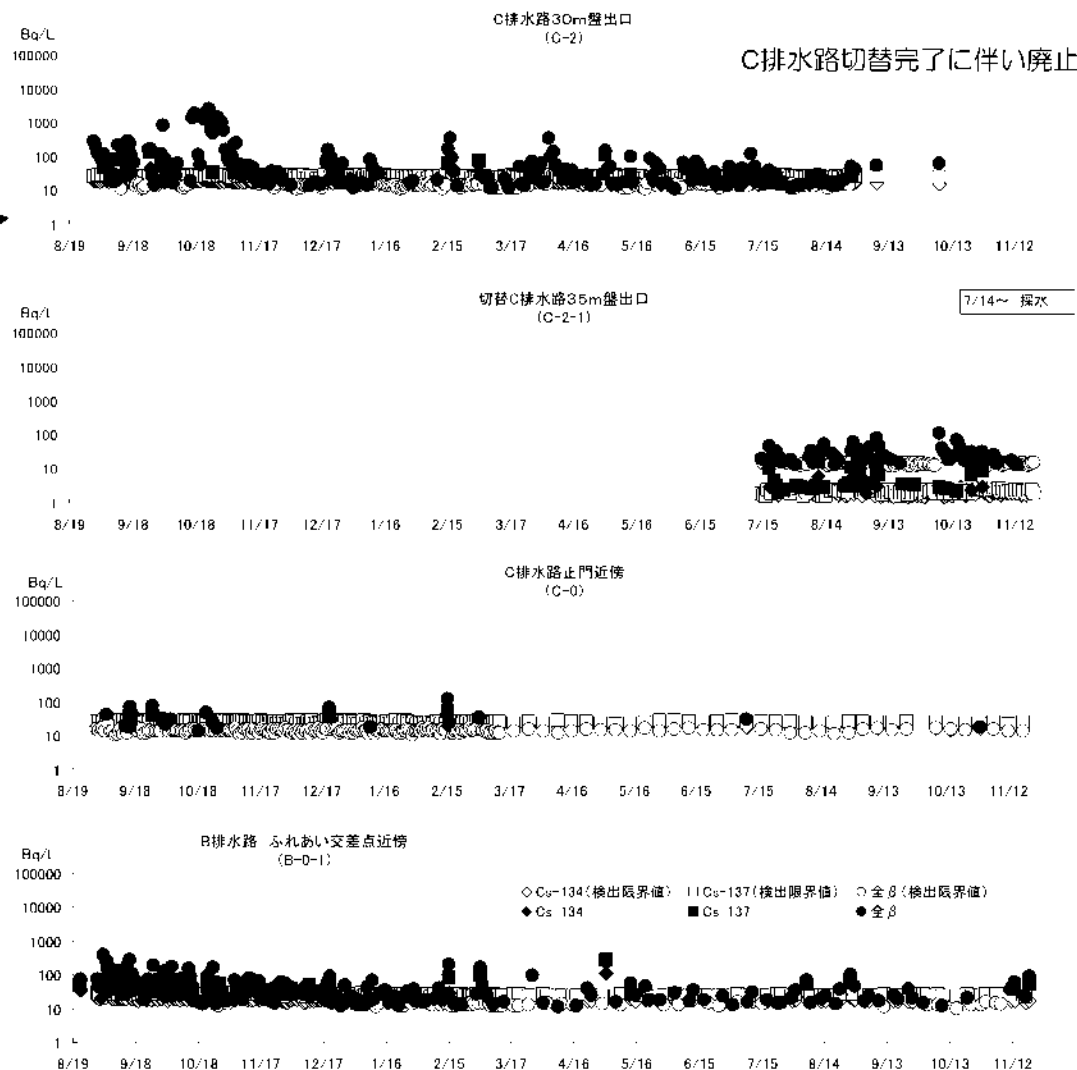 C排水路30m盤出口
(C-2)
Bq/L
C排水路切替完了に伴い廃止
100000
10000
1000
100
10
1
8/19 9/18 10/18 11/17 12/17 1/16 2/15 3/17 4/16 5/16 6/15 7/15 8/14 9/13 10/13 11/12
切替C排水路35m盤出口
(C-2-1)
7/14～ 採水
Bq/L
100000
10000
1000
100
10
1
8/19 9/18 10/18 11/17 12/17 1/16 2/15 3/17 4/16 5/16 6/15 7/15 8/14 9/13 10/13 11/12
C排水路正門近傍
(C-0)
Bq/L
100000
10000
1000
100
10
1
8/19 9/18 10/18 11/17 12/17 1/16 2/15 3/17 4/16 5/16 6/15 7/15 8/14 9/13 10/13 11/12
B排水路 ふれあい交差点近傍
(B-0-1)
Bq/L
100000
◇Cs-134(検出限界値) □Cs-137(検出限界値) ○全β(検出限界値)
◆Cs-134 ■Cs-137 ●全β
10000
1000
100
10
1
8/19 9/18 10/18 11/17 12/17 1/16 2/15 3/17 4/16 5/16 6/15 7/15 8/14 9/13 10/13 11/12